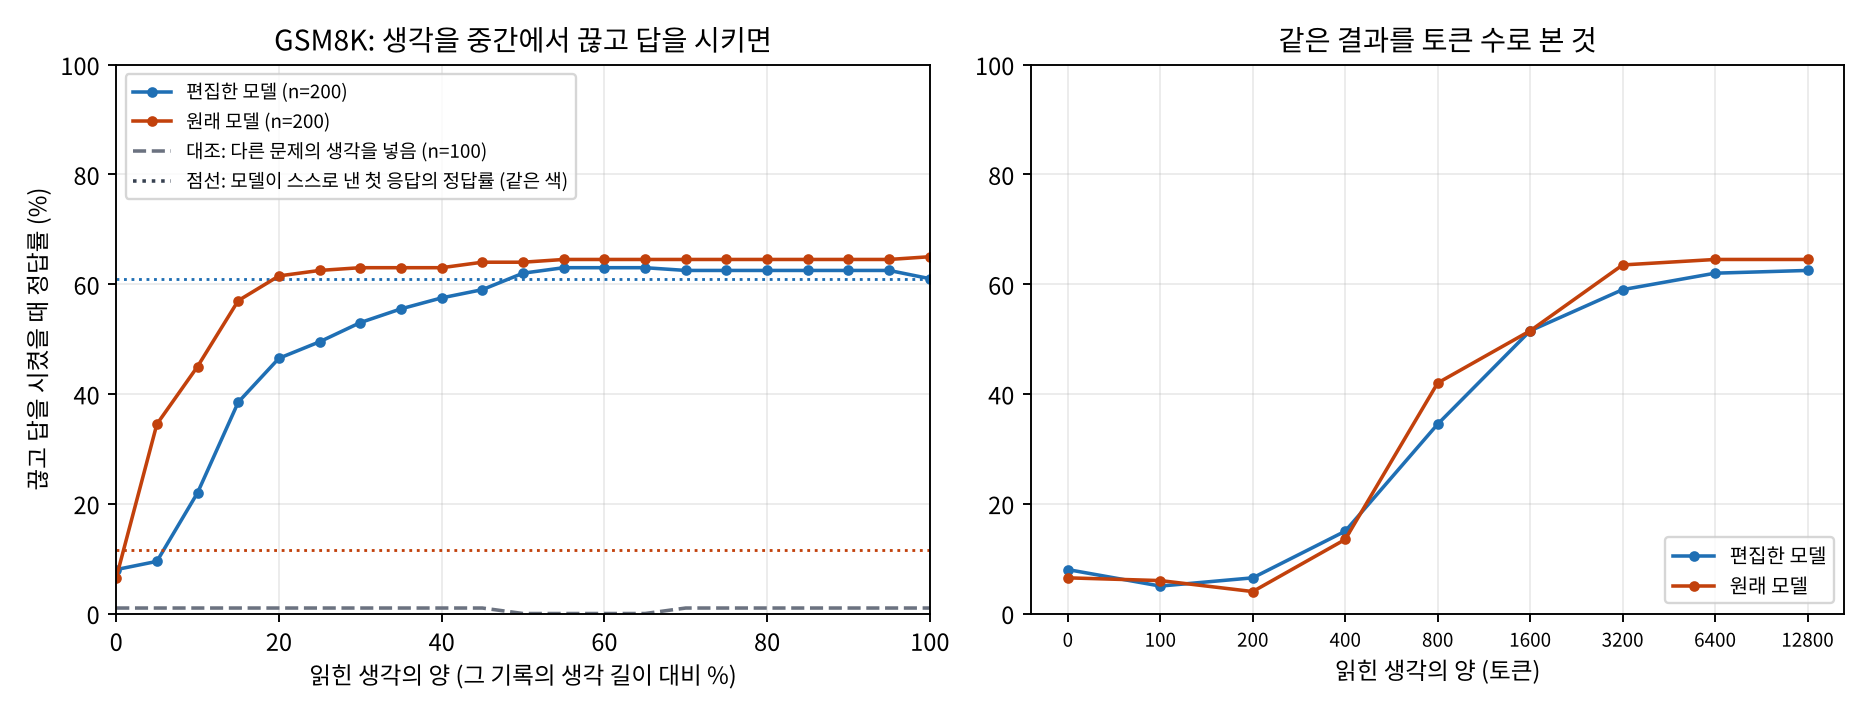 GSM8K: 생각을 중간에서 끊고 답을 시키면
끊고 답을 시켰을 때 정답률 (%)
100
80
60
40
20
0
편집한 모델 (n=200)
원래 모델 (n=200)
대조: 다른 문제의 생각을 넣음 (n=100)
점선: 모델이 스스로 낸 첫 응답의 정답률 (같은 색)
0 20 40 60 80 100
읽힌 생각의 양 (그 기록의 생각 길이 대비 %)
같은 결과를 토큰 수로 본 것
100
80
60
40
20
0
편집한 모델
원래 모델
0 100 200 400 800 1600 3200 6400 12800
읽힌 생각의 양 (토큰)